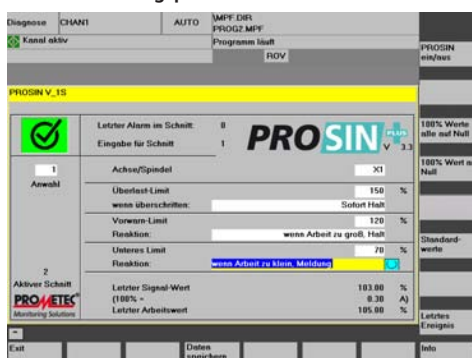 Diagnose CHAN1 AUTO \MPF.DIR
PROG2.MPF
Kanal aktiv Programm läuft
ROV
PROSIN
ein/aus
PROSIN V_1S
Letzter Alarm im Schnitt: 0
Eingabe für Schnitt 1
PROSIN PLUS
V 3.3
100% Werte
alle auf Null
100% Wert a
Null
1
Anwahl
Achse/Spindel X1
Überlast-Limit 150 %
wenn überschritten: Sofort Halt
Vorwarn-Limit 120 %
Reaktion: wenn Arbeit zu groß, Halt
Unteres Limit 70 %
Reaktion: wenn Arbeit zu klein, Meldung
Standard-
werte
2
Aktiver Schnitt
PROMETEC
Monitoring Solutions
Letzter Signal-Wert 103.00 %
(100% = 0.30 A)
Letzter Arbeitswert 105.00 %
Letztes
Ereignis
Exit Daten
speichern Info